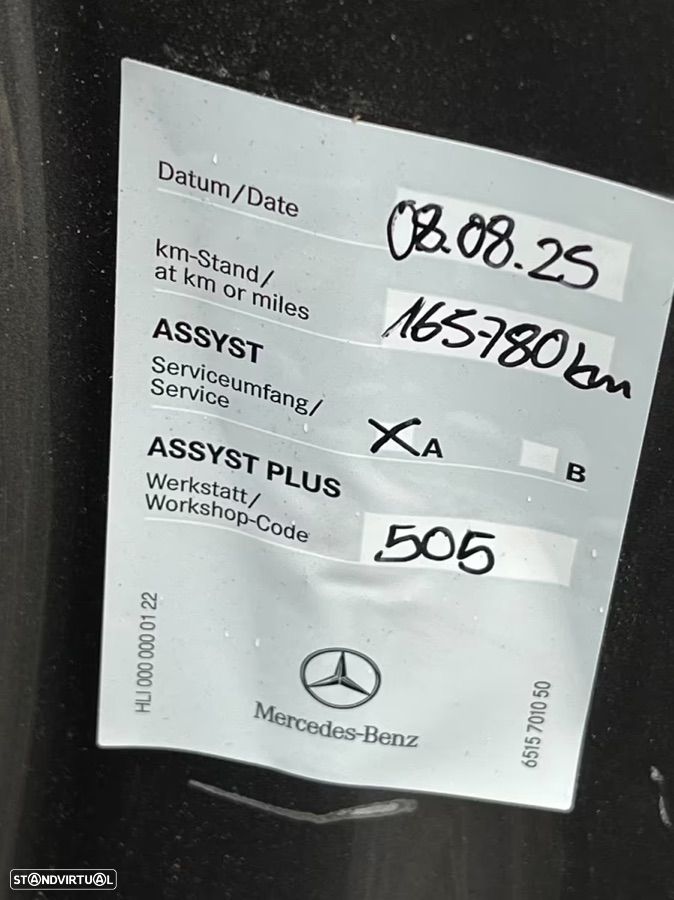 Datum/Date
08.08.25
km-Stand/
at km or miles
165780 km
ASSYST
Serviceumfang/
Service
X A
B
ASSYST PLUS
Werkstatt/
Workshop-Code
505
HLI 000 000 01 22
Mercedes-Benz
6515 7010 50
STANDVIRTUAL